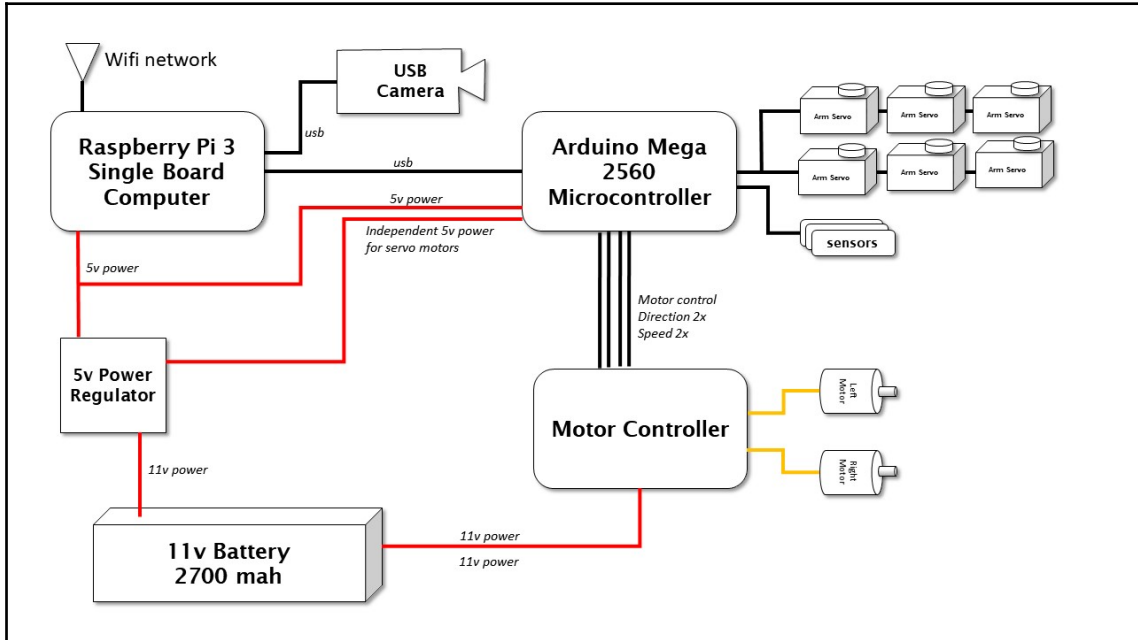 Wifi network
USB
Camera
usb
Raspberry Pi 3
Single Board
Computer
usb
Arduino Mega
2560
Microcontroller
Arm Servo
Arm Servo
Arm Servo
Arm Servo
Arm Servo
Arm Servo
sensors
5v power
Independent 5v power
for servo motors
5v power
Motor control
Direction 2x
Speed 2x
5v Power
Regulator
Motor Controller
Left
Motor
Right
Motor
11v power
11v Battery
2700 mah
11v power
11v power